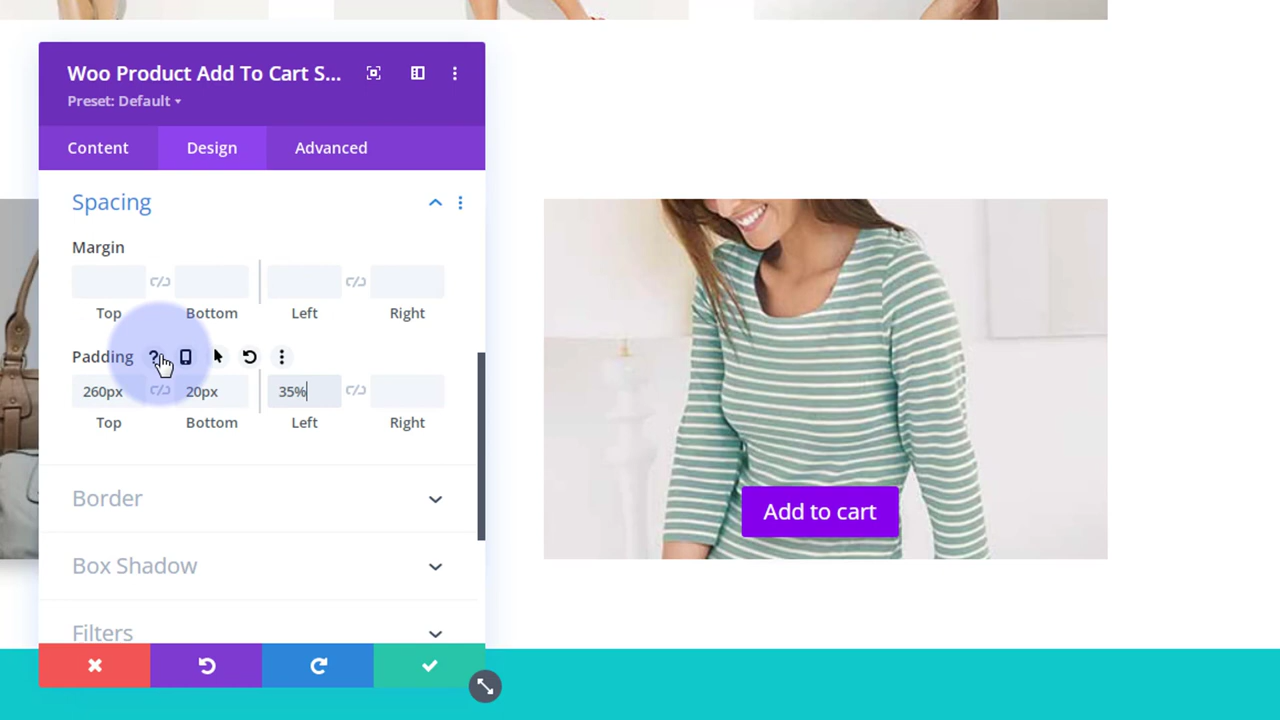 Woo Product Add To Cart S...
Preset: Default
Content Design Advanced
Spacing
Margin
Top Bottom Left Right
Padding ?
260px 20px 35%
Top Bottom Left Right
Border
Box Shadow
Filters
Add to cart